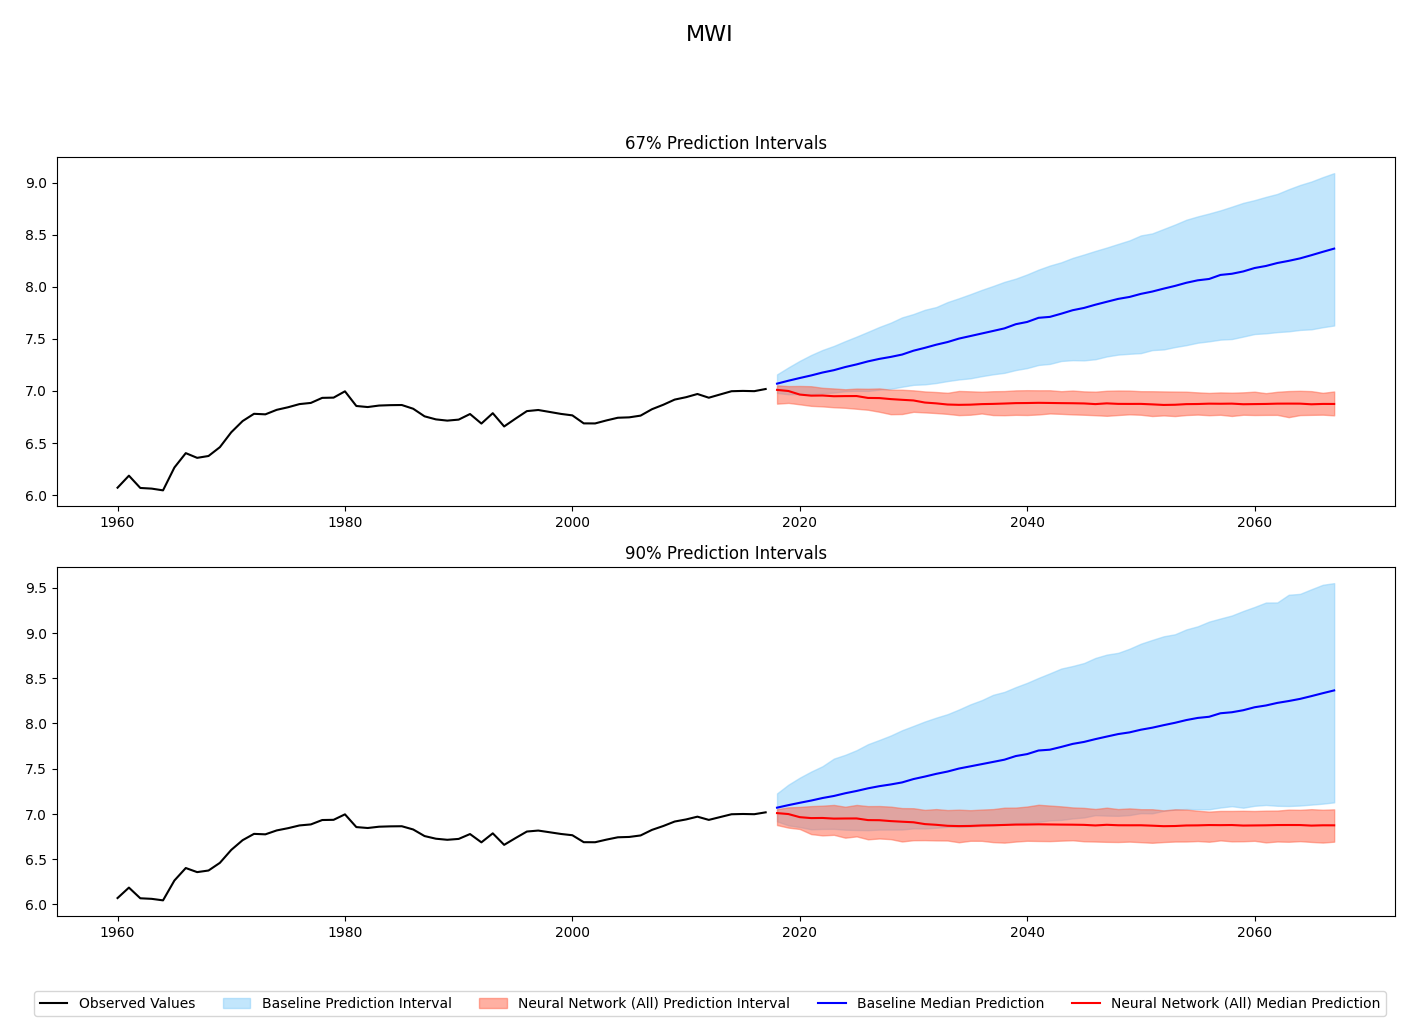 MWI
67% Prediction Intervals
9.0
8.5
8.0
7.5
7.0
6.5
6.0
1960 1980 2000 2020 2040 2060
90% Prediction Intervals
9.5
9.0
8.5
8.0
7.5
7.0
6.5
6.0
1960 1980 2000 2020 2040 2060
Observed Values Baseline Prediction Interval Neural Network (All) Prediction Interval Baseline Median Prediction Neural Network (All) Median Prediction